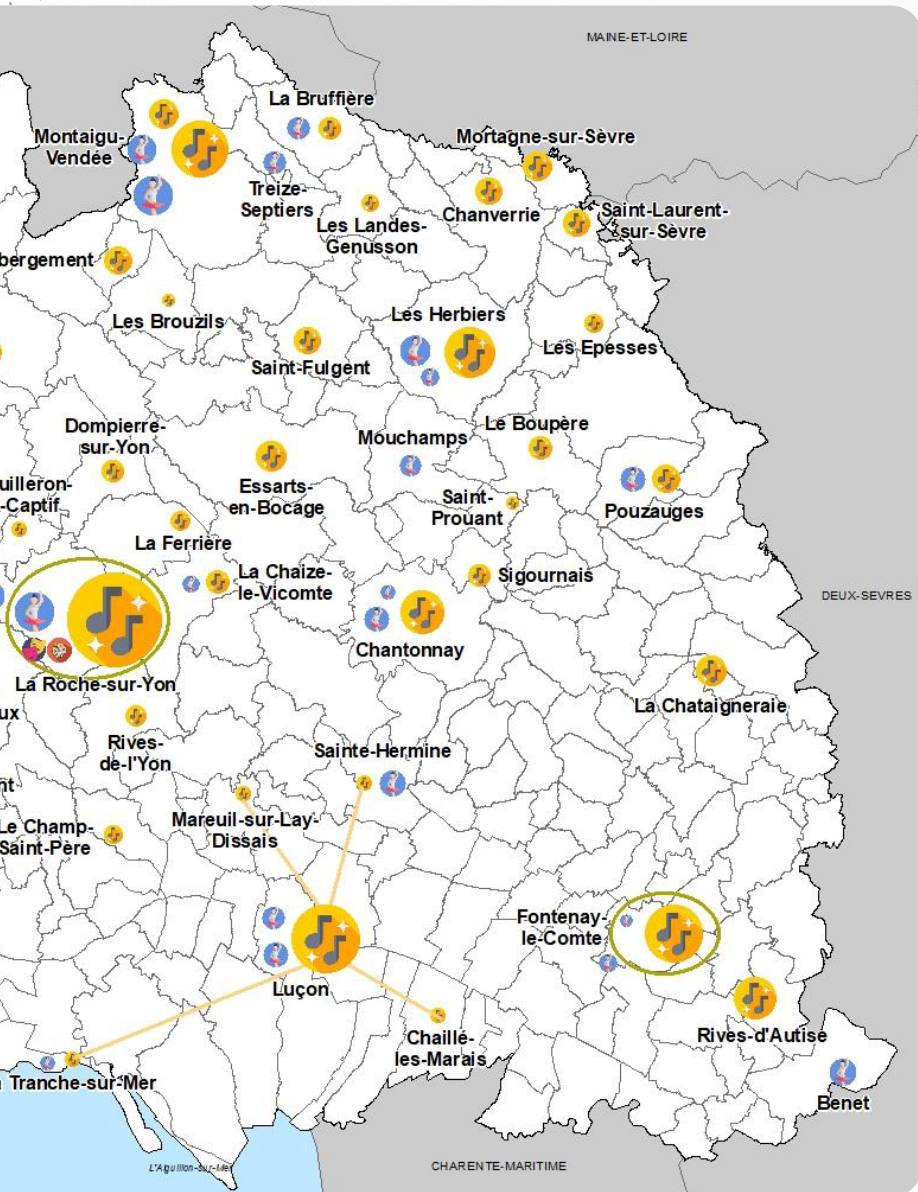 MAINE-ET-LOIRE
La Bruffière
Montaigu-
Vendée
Mortagne-sur-Sèvre
Treize-
Septiers
Chanverrie
Les Landes-
Genusson
Saint-Laurent-
sur-Sèvre
bergement
Les Brouzils
Les Herbiers
Saint-Fulgent
Les Epesses
Dompierre-
sur-Yon
Mouchamps
Le Boupère
uilleron-
-Captif
Essarts-
en-Bocage
Saint-
Prouant
Pouzauges
La Ferrière
La Chaize-
le-Vicomte
Sigournais
DEUX-SEVRES
Chantonnay
La Roche-sur-Yon
La Chataigneraie
ux
Rives-
de-l'Yon
Sainte-Hermine
nt
Mareuil-sur-Lay-
Dissais
Le Champ-
Saint-Père
Fontenay-
le-Comte
Luçon
Chaillé-
les-Marais
Rives-d'Autise
Tranche-sur-Mer
Benet
L'Aiguillon-sur-Mer
CHARENTE-MARITIME